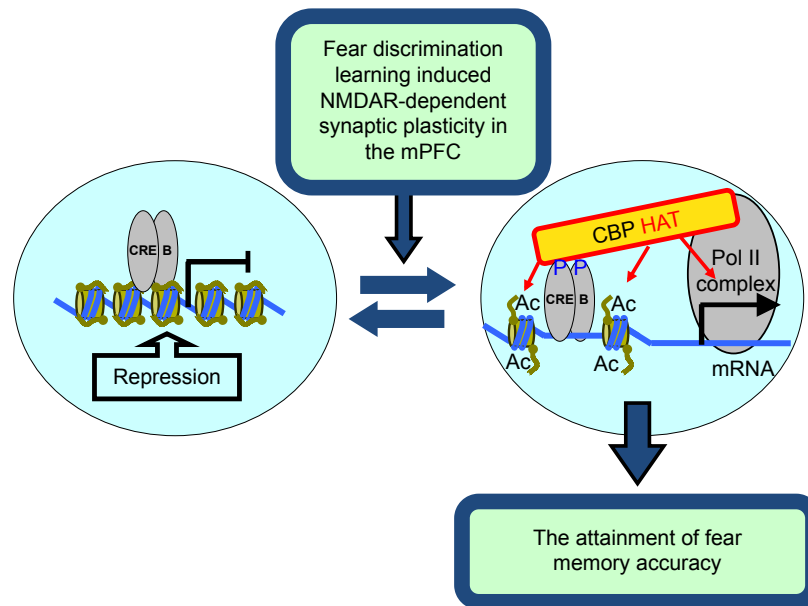 Fear discrimination
learning induced
NMDAR-dependent
synaptic plasticity in
the mPFC
CRE B
Repression
CBP HAT
P P
Pol II
complex
Ac
CRE B
Ac
Ac
Ac
mRNA
The attainment of fear
memory accuracy